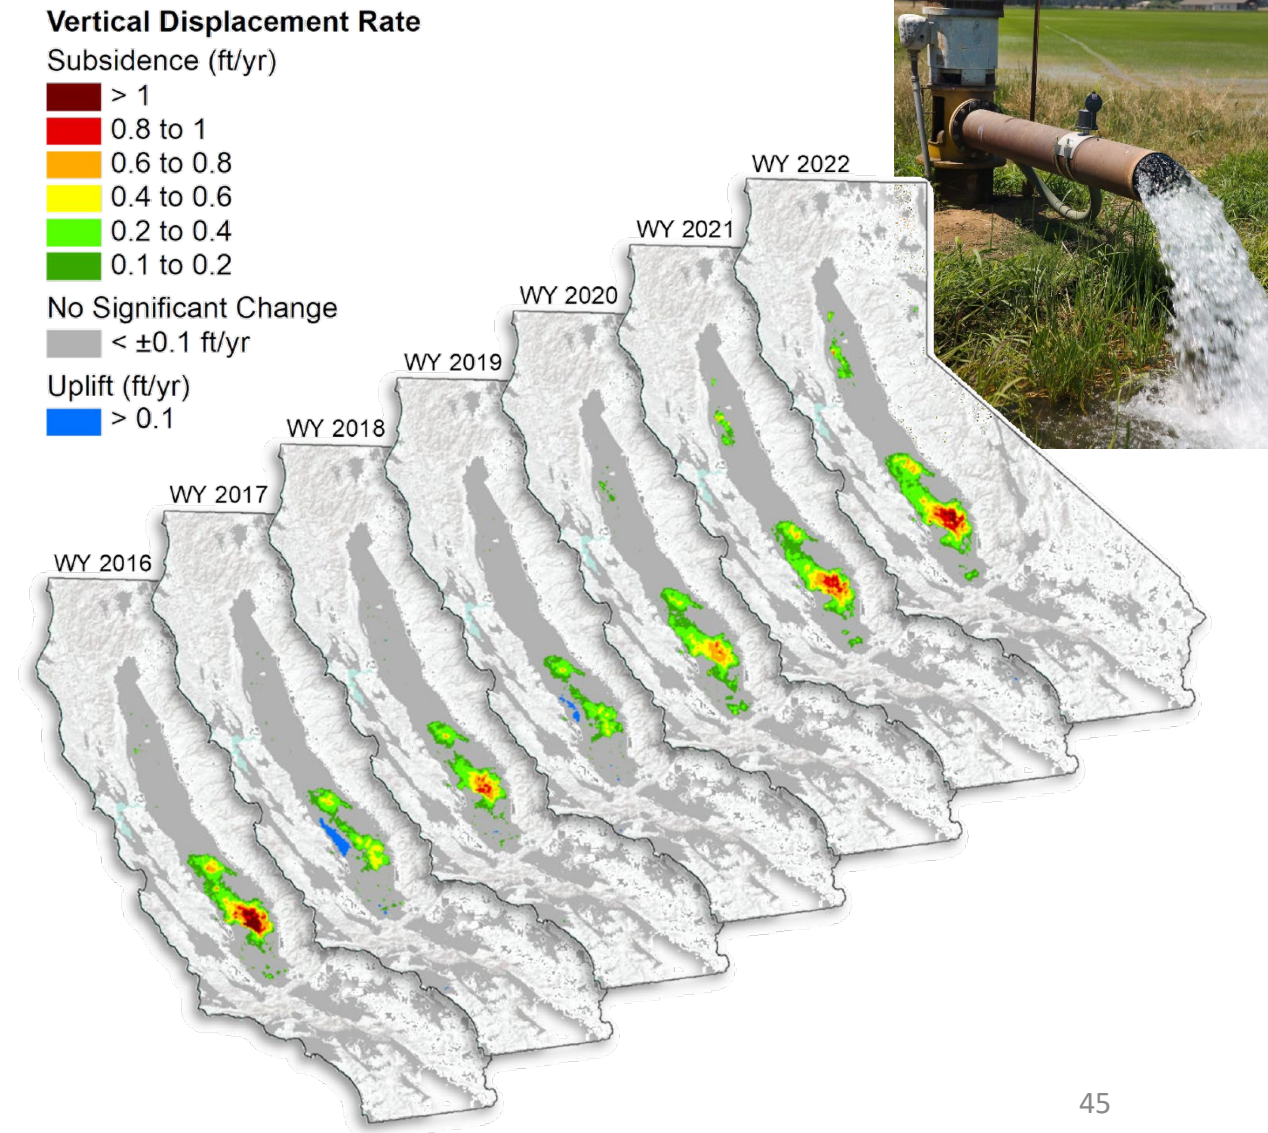 Vertical Displacement Rate
Subsidence (ft/yr)
> 1
0.8 to 1
0.6 to 0.8
0.4 to 0.6
0.2 to 0.4
0.1 to 0.2
No Significant Change
< ±0.1 ft/yr
Uplift (ft/yr)
> 0.1
WY 2022
WY 2021
WY 2020
WY 2019
WY 2018
WY 2017
WY 2016
45